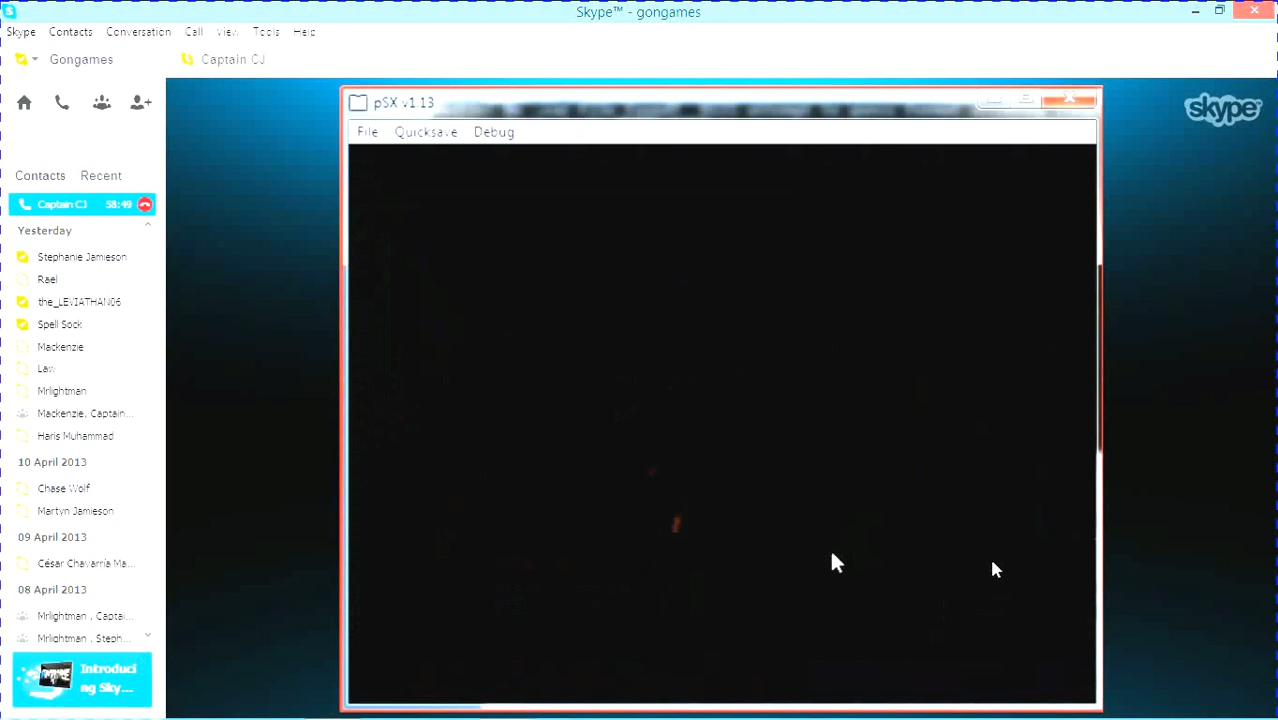 Skype™ - gongames
Skype Contacts Conversation Call View Tools Help
Gongames
Captain CJ
skype
pSX v1.13
File Quicksave Debug
Contacts Recent
Captain CJ 58:49
Yesterday
Stephanie Jamieson
Rael
the_LEVIATHAN06
Spell Sock
Mackenzie
Law
Mrlightman
Mackenzie, Captain...
Haris Muhammad
10 April 2013
Chase Wolf
Martyn Jamieson
09 April 2013
César Chavarría Ma...
08 April 2013
Mrlightman , Captai...
Mrlightman , Steph...
Introduci
ng Sky...